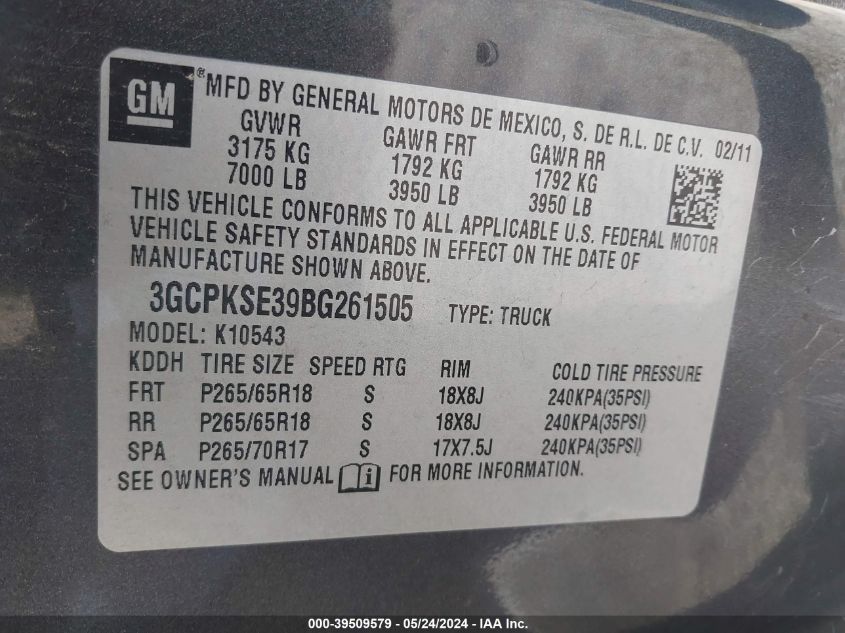 GM
® MFD BY GENERAL MOTORS DE MEXICO, S. DE R.L. DE C.V. 02/11
GVWR GAWR FRT GAWR RR
3175 KG 1792 KG 1792 KG
7000 LB 3950 LB 3950 LB
THIS VEHICLE CONFORMS TO ALL APPLICABLE U.S. FEDERAL MOTOR
VEHICLE SAFETY STANDARDS IN EFFECT ON THE DATE OF
MANUFACTURE SHOWN ABOVE.
3GCPKSE39BG261505 TYPE: TRUCK
MODEL: K10543
KDDH TIRE SIZE SPEED RTG RIM COLD TIRE PRESSURE
FRT P265/65R18 S 18X8J 240KPA(35PSI)
RR P265/65R18 S 18X8J 240KPA(35PSI)
SPA P265/70R17 S 17X7.5J 240KPA(35PSI)
SEE OWNER'S MANUAL i FOR MORE INFORMATION.
000-39509579 - 05/24/2024 - IAA Inc.